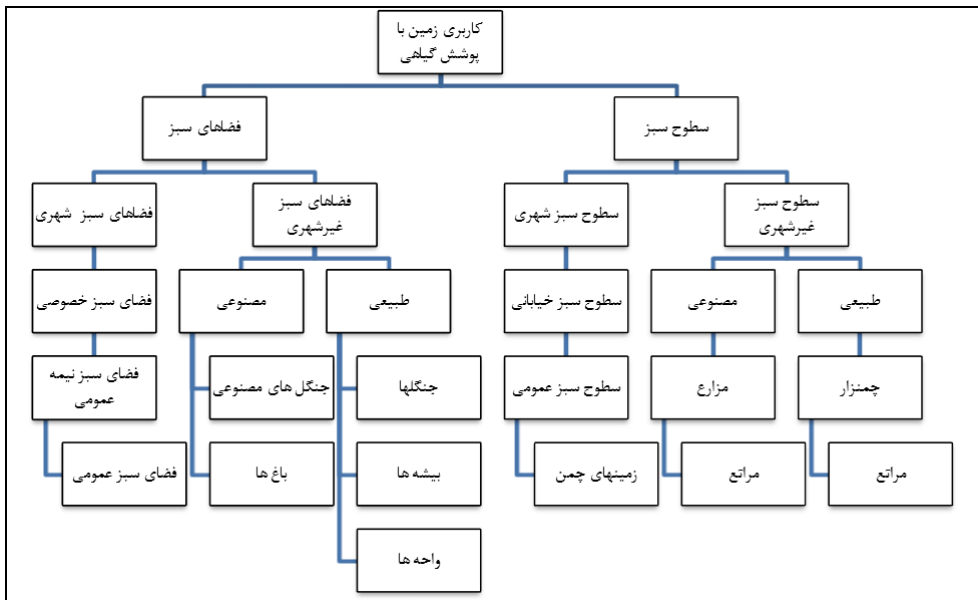 کاربری زمین با
پوشش گیاهی
سطوح سبز
فضاهای سبز
سطوح سبز
غیرشهری
سطوح سبز شهری
فضاهای سبز
غیرشهری
فضاهای سبز شهری
طبیعی
مصنوعی
سطوح سبز خیابانی
طبیعی
مصنوعی
فضای سبز خصوصی
چمنزار
مزارع
سطوح سبز عمومی
جنگلها
جنگل های مصنوعی
فضای سبز نیمه
عمومی
مراتع
مراتع
زمینهای چمن
بیشه ها
باغ ها
فضای سبز عمومی
واحه ها